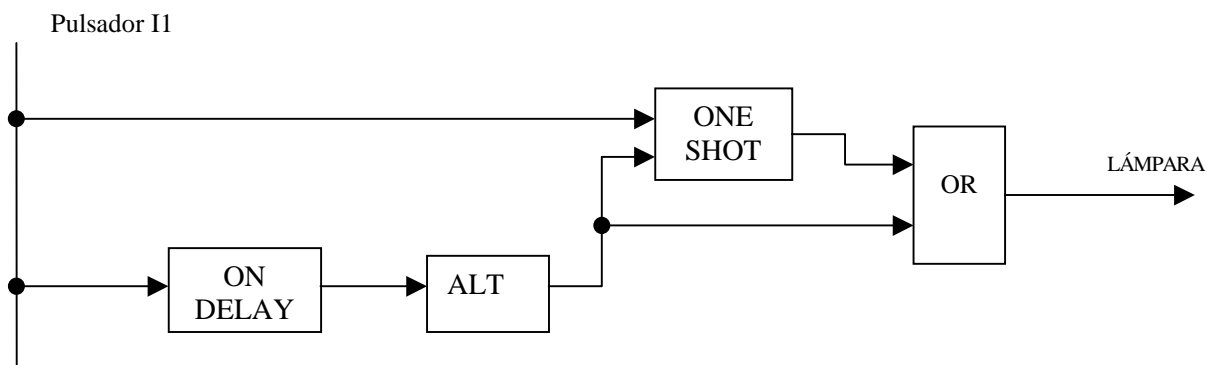 Pulsador I1
ONE
SHOT
OR
LÁMPARA
ON
DELAY
ALT